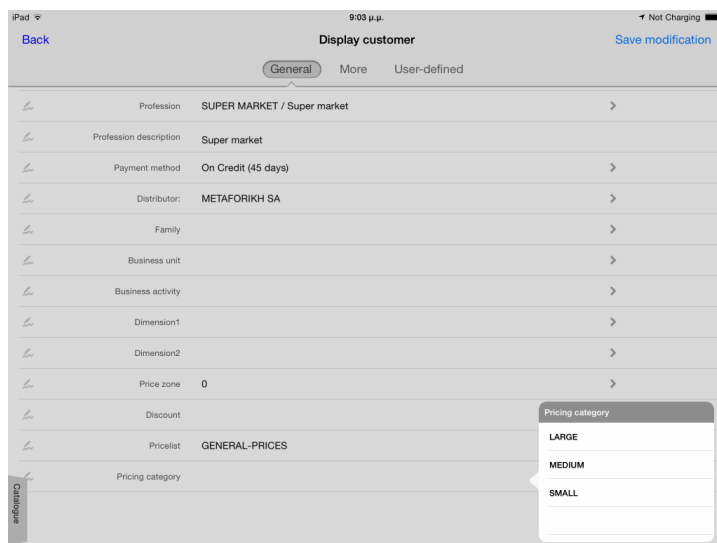 iPad 9:03 μ.μ. Not Charging
Back Display customer Save modification
General More User-defined
Profession SUPER MARKET / Super market
Profession description Super market
Payment method On Credit (45 days)
Distributor: METAFORIKH SA
Family
Business unit
Business activity
Dimension1
Dimension2
Price zone 0
Discount
Pricelist GENERAL-PRICES
Pricing category
Pricing category
LARGE
MEDIUM
SMALL
Catalogue